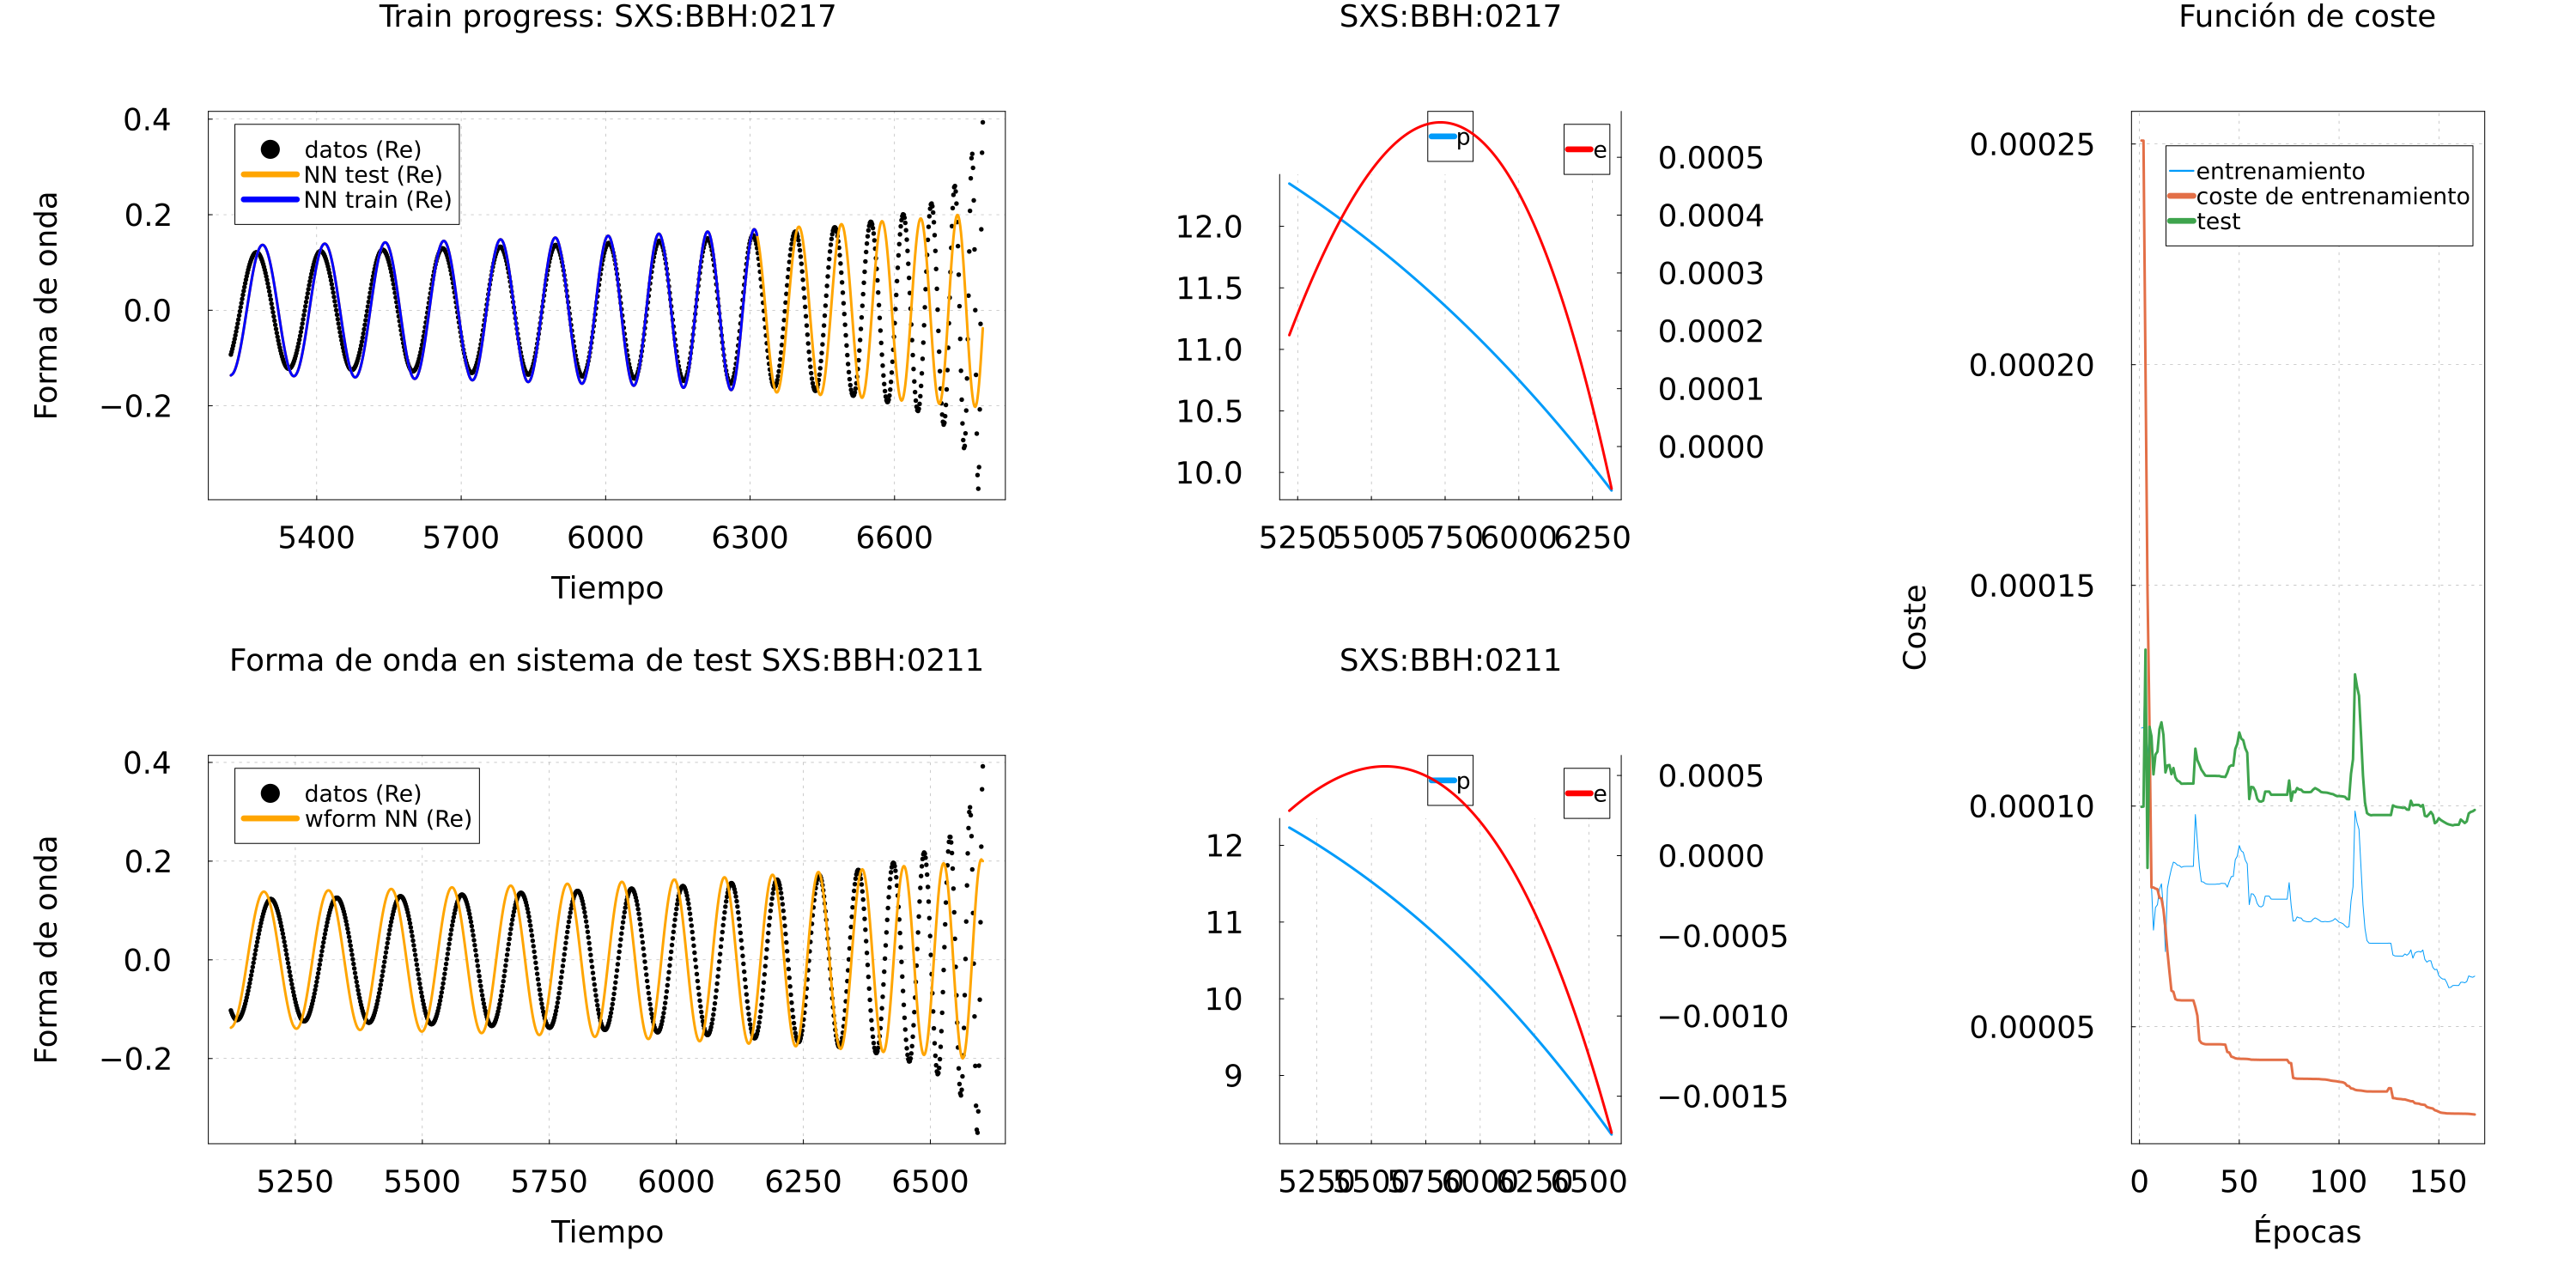 Train progress: SXS:BBH:0217
SXS:BBH:0217
Función de coste
0.4
0.2
0.0
−0.2
Forma de onda
datos (Re)
NN test (Re)
NN train (Re)
5400 5700 6000 6300 6600
Tiempo
12.0
11.5
11.0
10.5
10.0
p
e
0.0005
0.0004
0.0003
0.0002
0.0001
0.0000
5250 5500 5750 6000 6250
Forma de onda en sistema de test SXS:BBH:0211
SXS:BBH:0211
0.4
0.2
0.0
−0.2
Forma de onda
datos (Re)
wform NN (Re)
5250 5500 5750 6000 6250 6500
Tiempo
12
11
10
9
p
e
0.0005
0.0000
−0.0005
−0.0010
−0.0015
5250 5500 5750 6000 6250 6500
0.00025
0.00020
0.00015
0.00010
0.00005
Coste
entrenamiento
coste de entrenamiento
test
0 50 100 150
Épocas